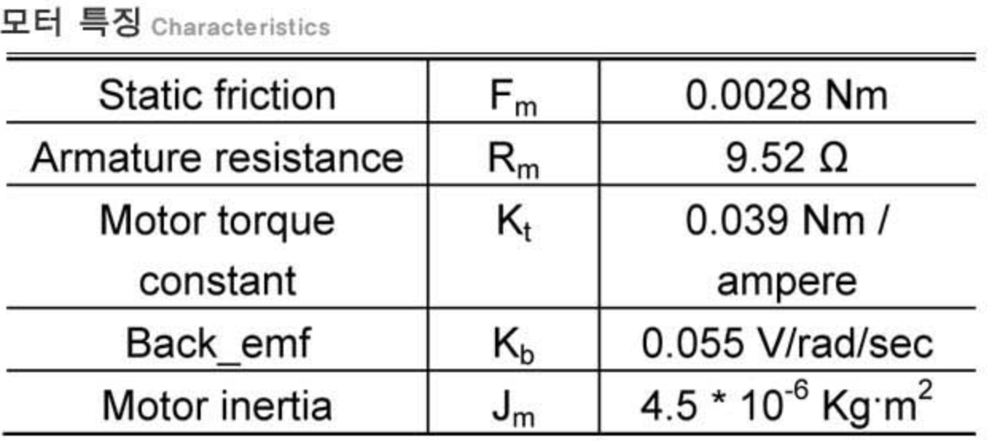 모터 특징 Characteristics
Static friction F_m 0.0028 Nm
Armature resistance R_m 9.52 Ω
Motor torque K_t 0.039 Nm /
constant ampere
Back_emf K_b 0.055 V/rad/sec
Motor inertia J_m 4.5 * 10^-6 Kg·m^2